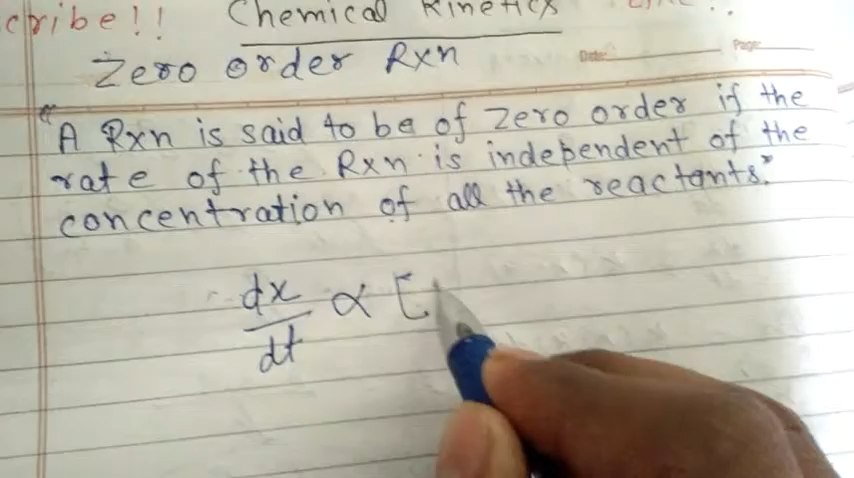 cribe!! Chemical Kinetics
Zero order Rxn Date: Page:
"A Rxn is said to be of zero order if the
rate of the Rxn is independent of the
concentration of all the reactants."
dx/dt ∝ [